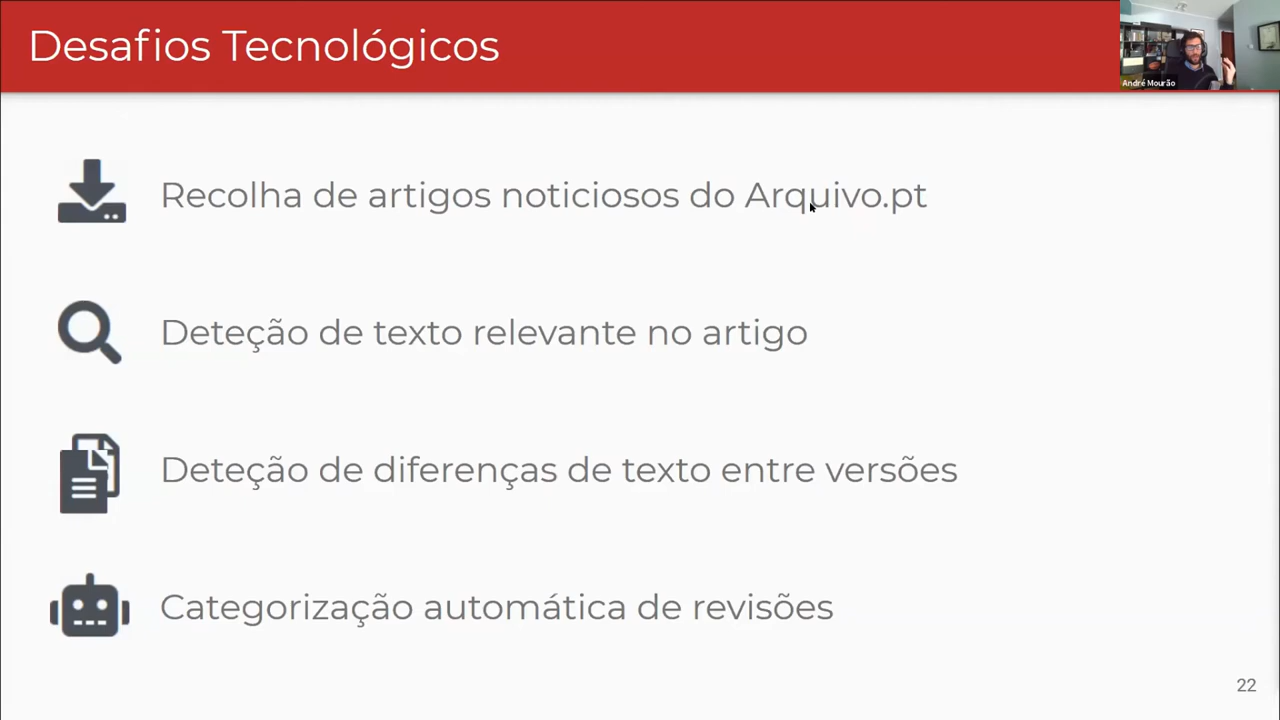 Desafios Tecnológicos
André Mourão
Recolha de artigos noticiosos do Arquivo.pt
Deteção de texto relevante no artigo
Deteção de diferenças de texto entre versões
Categorização automática de revisões
22